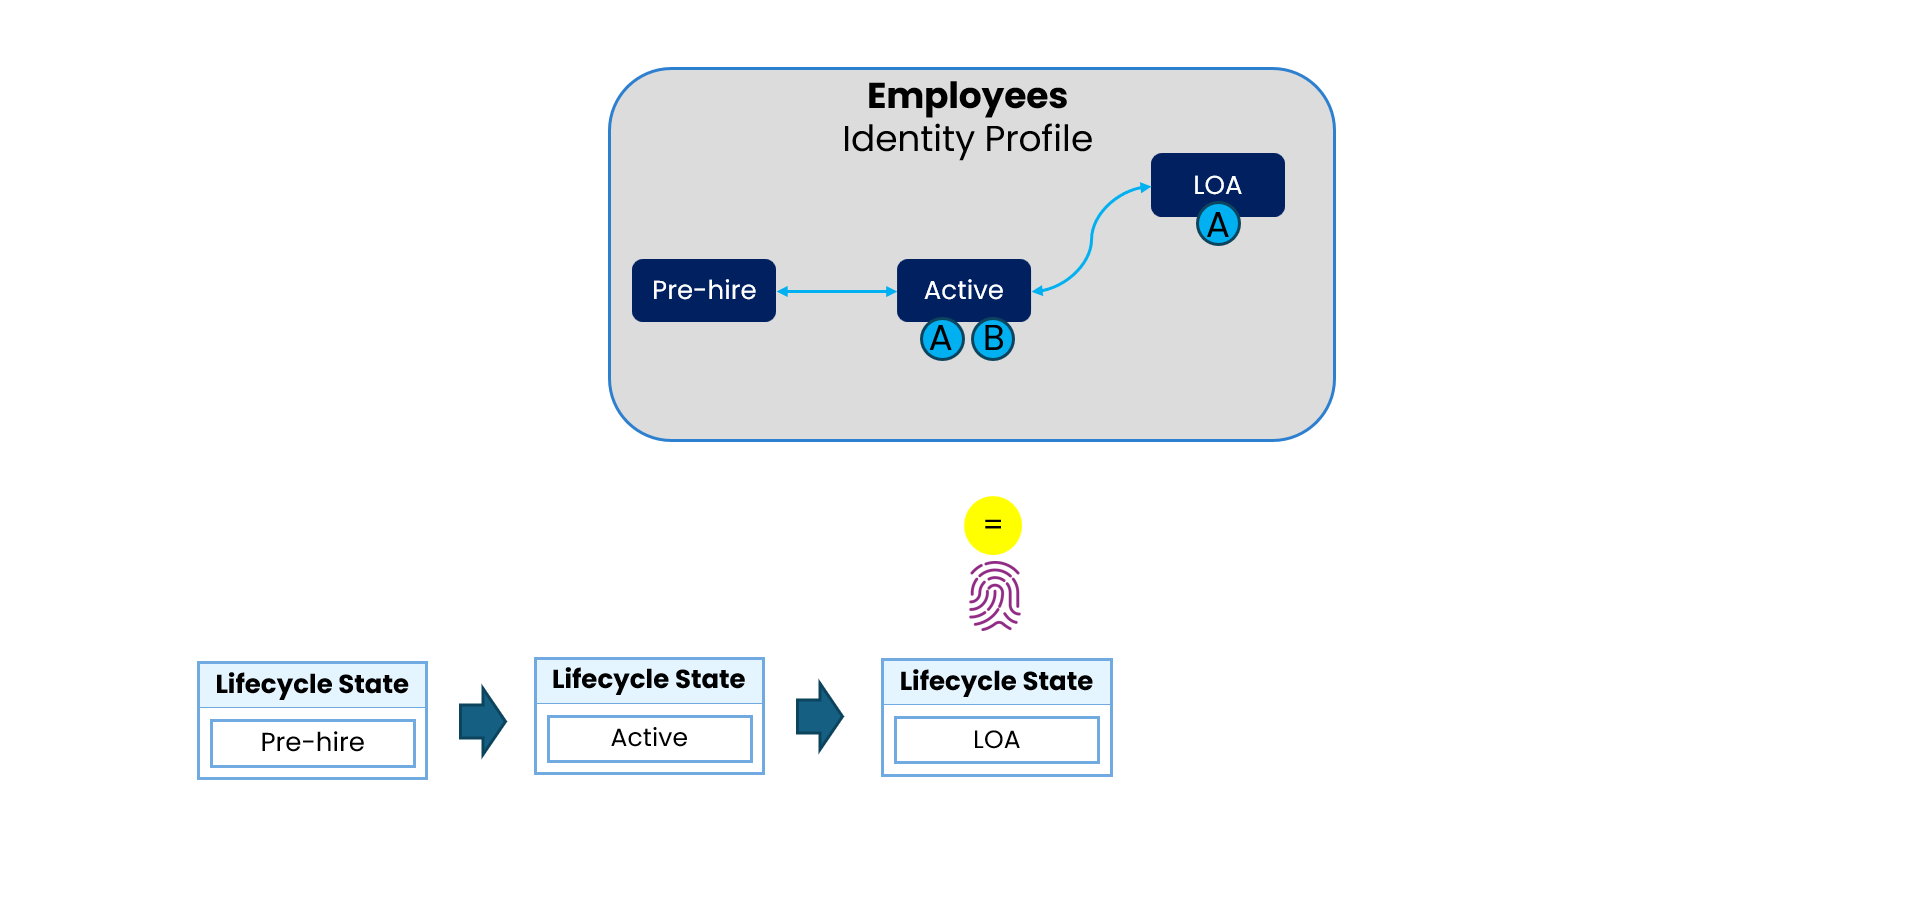 Employees
Identity Profile
LOA
A
Pre-hire
Active
A B
=
Lifecycle State
Pre-hire
Lifecycle State
Active
Lifecycle State
LOA